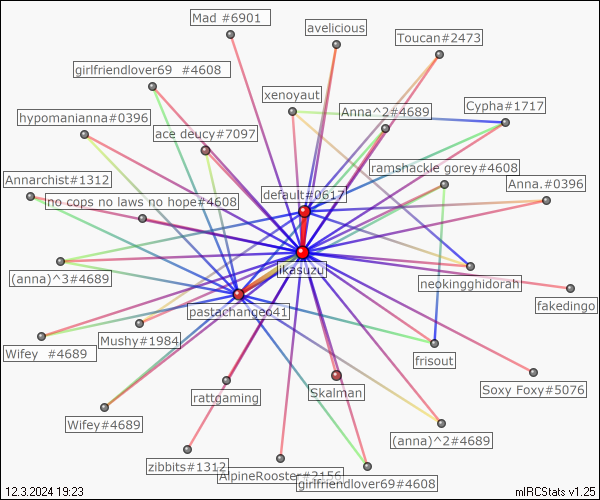 Mad #6901
avelicious
Toucan#2473
girlfriendlover69 #4608
xenoyaut
Anna^2#4689
Cypha#1717
hypomanianna#0396
ace deucy#7097
ramshackle gorey#4608
Annarchist#1312
no cops no laws no hope#4608
default#0617
Anna.#0396
likasuzu
(anna)^3#4689
neokingghidorah
fakedingo
pastachangeo41
Mushy#1984
Wifey #4689
frisout
rattgaming
Skalman
Soxy Foxy#5076
Wifey#4689
(anna)^2#4689
zibbits#1312
AlpineRooster#2156
girlfriendlover69#4608
12.3.2024 19:23
mIRCStats v1.25